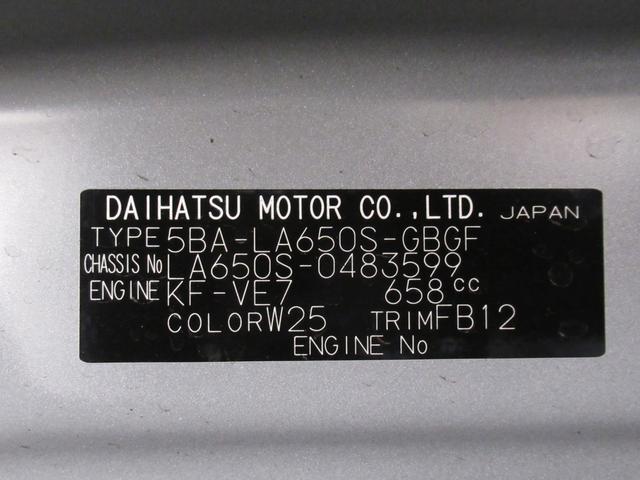 DAIHATSU MOTOR CO.,LTD. JAPAN
TYPE 5BA-LA650S-GBGF
CHASSIS No LA650S-0483599
ENGINE KF-VE7 658cc
COLOR W25 TRIM FB12
ENGINE No